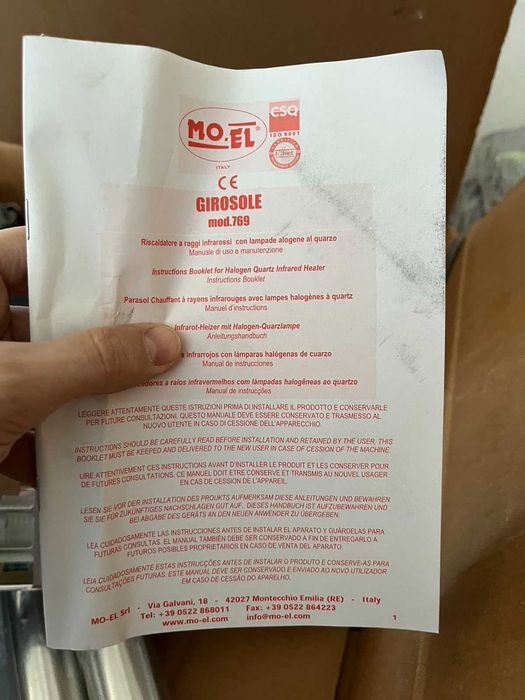 MO-EL®
ITALY
CSQ
ISO 9001
IQNet
CE
GIROSOLE
mod.769
Riscaldatore a raggi infrarossi con lampade alogene al quarzo
Manuale di uso e manutenzione
Instructions Booklet for Halogen Quartz Infrared Heater
Instructions Booklet
Parasol Chauffant à rayons infrarouges avec lampes halogènes à quartz
Manuel d'instructions
Infrarot-Heizer mit Halogen-Quarzlampe
Anleitungshandbuch
infrarrojos con lámparas halógenas de cuarzo
Manual de instrucciones
a raios infravermelhos com lâmpadas halogêneas ao quartzo
Manual de instrucções
LEGGERE ATTENTAMENTE QUESTE ISTRUZIONI PRIMA DI INSTALLARE IL PRODOTTO E CONSERVARLE
PER FUTURE CONSULTAZIONI. QUESTO MANUALE DEVE ESSERE CONSERVATO E TRASMESSO AL
NUOVO UTENTE IN CASO DI CESSIONE DELL'APPARECCHIO.
INSTRUCTIONS SHOULD BE CAREFULLY READ BEFORE INSTALLATION AND RETAINED BY THE USER. THIS
BOOKLET MUST BE KEEPED AND DELIVERED TO THE NEW USER IN CASE OF CESSION OF THE MACHINE.
LIRE ATTENTIVEMENT CES INSTRUCTIONS AVANT D'INSTALLER LE PRODUIT ET LES CONSERVER POUR
DE FUTURES CONSULTATIONS. CE MANUEL DOIT ETRE CONSERVE ET TRANSMIS AU NOUVEL USAGER
EN CAS DE CESSION DE L'APPAREIL.
LESEN SIE VOR DER INSTALLATION DES PROUKTS AUFMERKSAM DIESE ANLEITUNGEN UND BEWAHREN
SIE SIE FÜR ZUKÜNFTIGES NACHSCHLAGEN GUT AUF. DIESES HANDBUCH IST AUFZUBEWAHREN UND
BEI ABGABE DES GERÄTS AN DEN NEUEN ANWENDER ZU ÜBERGEBEN.
LEA CUIDADOSAMENTE LAS INSTRUCCIONES ANTES DE INSTALAR EL APARATO Y GUÁRDELAS PARA
FUTURAS CONSULTAS. EL MANUAL TAMBIÉN DEBE SER CONSERVADO A FIN DE ENTREGARLO A
FUTUROS POSIBLES PROPRIETARIOS EN CASO DE VENTA DEL APARATO.
LEIA CUIDADOSAMENTE ESTAS INSTRUCÇÕES ANTES DE INSTALAR O PRODUTO E CONSERVE-AS PARA
CONSULTAÇÕES FUTURAS: ESTE MANUAL DEVE SER CONSERVADO E ENVIADO AO NOVO UTILIZADOR
EM CASO DE CESSÃO DO APARELHO.
MO-EL Srl - Via Galvani, 18 - 42027 Montecchio Emilia (RE) - Italy
Tel: +39 0522 868011 Fax: +39 0522 864223
www.mo-el.com info@mo-el.com
1